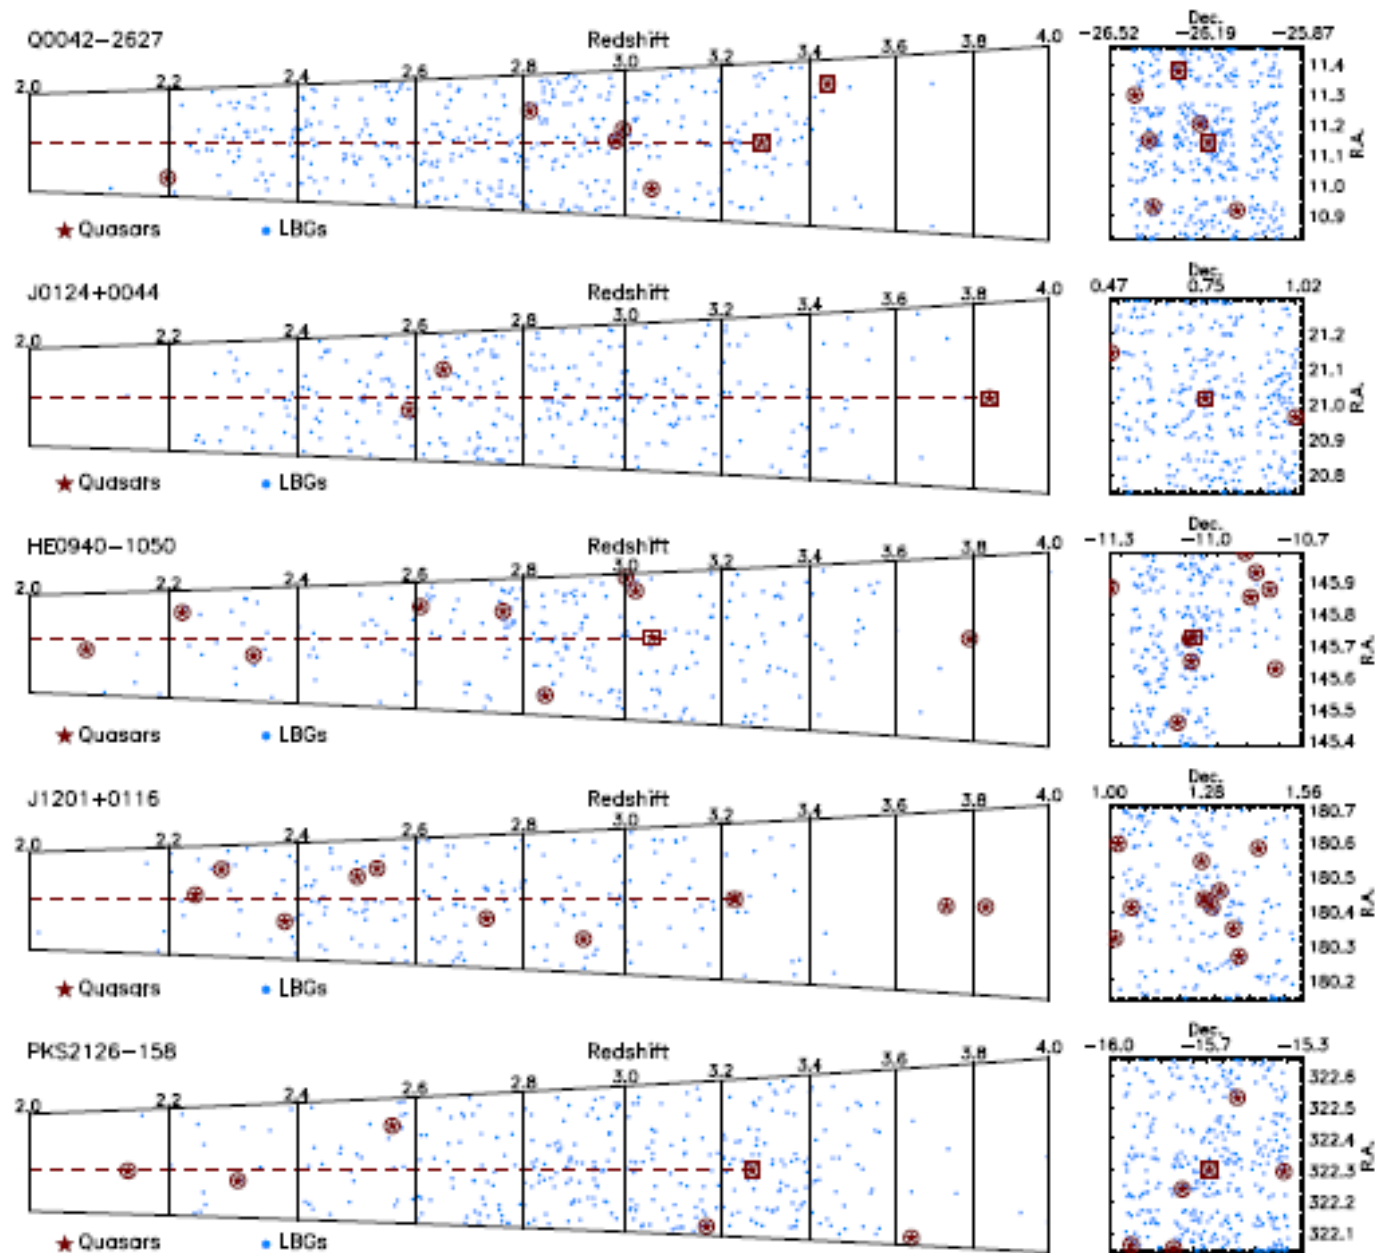 Q0042−2627
Redshift
2.0 2.2 2.4 2.6 2.8 3.0 3.2 3.4 3.6 3.8 4.0
Dec.
−26.52 −26.19 −25.87
11.4
11.3
11.2
11.1
11.0
10.9
R.A.
Quasars LBGs
J0124+0044
Redshift
2.0 2.2 2.4 2.6 2.8 3.0 3.2 3.4 3.6 3.8 4.0
Dec.
0.47 0.75 1.02
21.2
21.1
21.0
20.9
20.8
R.A.
Quasars LBGs
HE0940−1050
Redshift
2.0 2.2 2.4 2.6 2.8 3.0 3.2 3.4 3.6 3.8 4.0
Dec.
−11.3 −11.0 −10.7
145.9
145.8
145.7
145.6
145.5
145.4
R.A.
Quasars LBGs
J1201+0116
Redshift
2.0 2.2 2.4 2.6 2.8 3.0 3.2 3.4 3.6 3.8 4.0
Dec.
1.00 1.28 1.56
180.7
180.6
180.5
180.4
180.3
180.2
R.A.
Quasars LBGs
PKS2126−158
Redshift
2.0 2.2 2.4 2.6 2.8 3.0 3.2 3.4 3.6 3.8 4.0
Dec.
−16.0 −15.7 −15.3
322.6
322.5
322.4
322.3
322.2
322.1
R.A.
Quasars LBGs